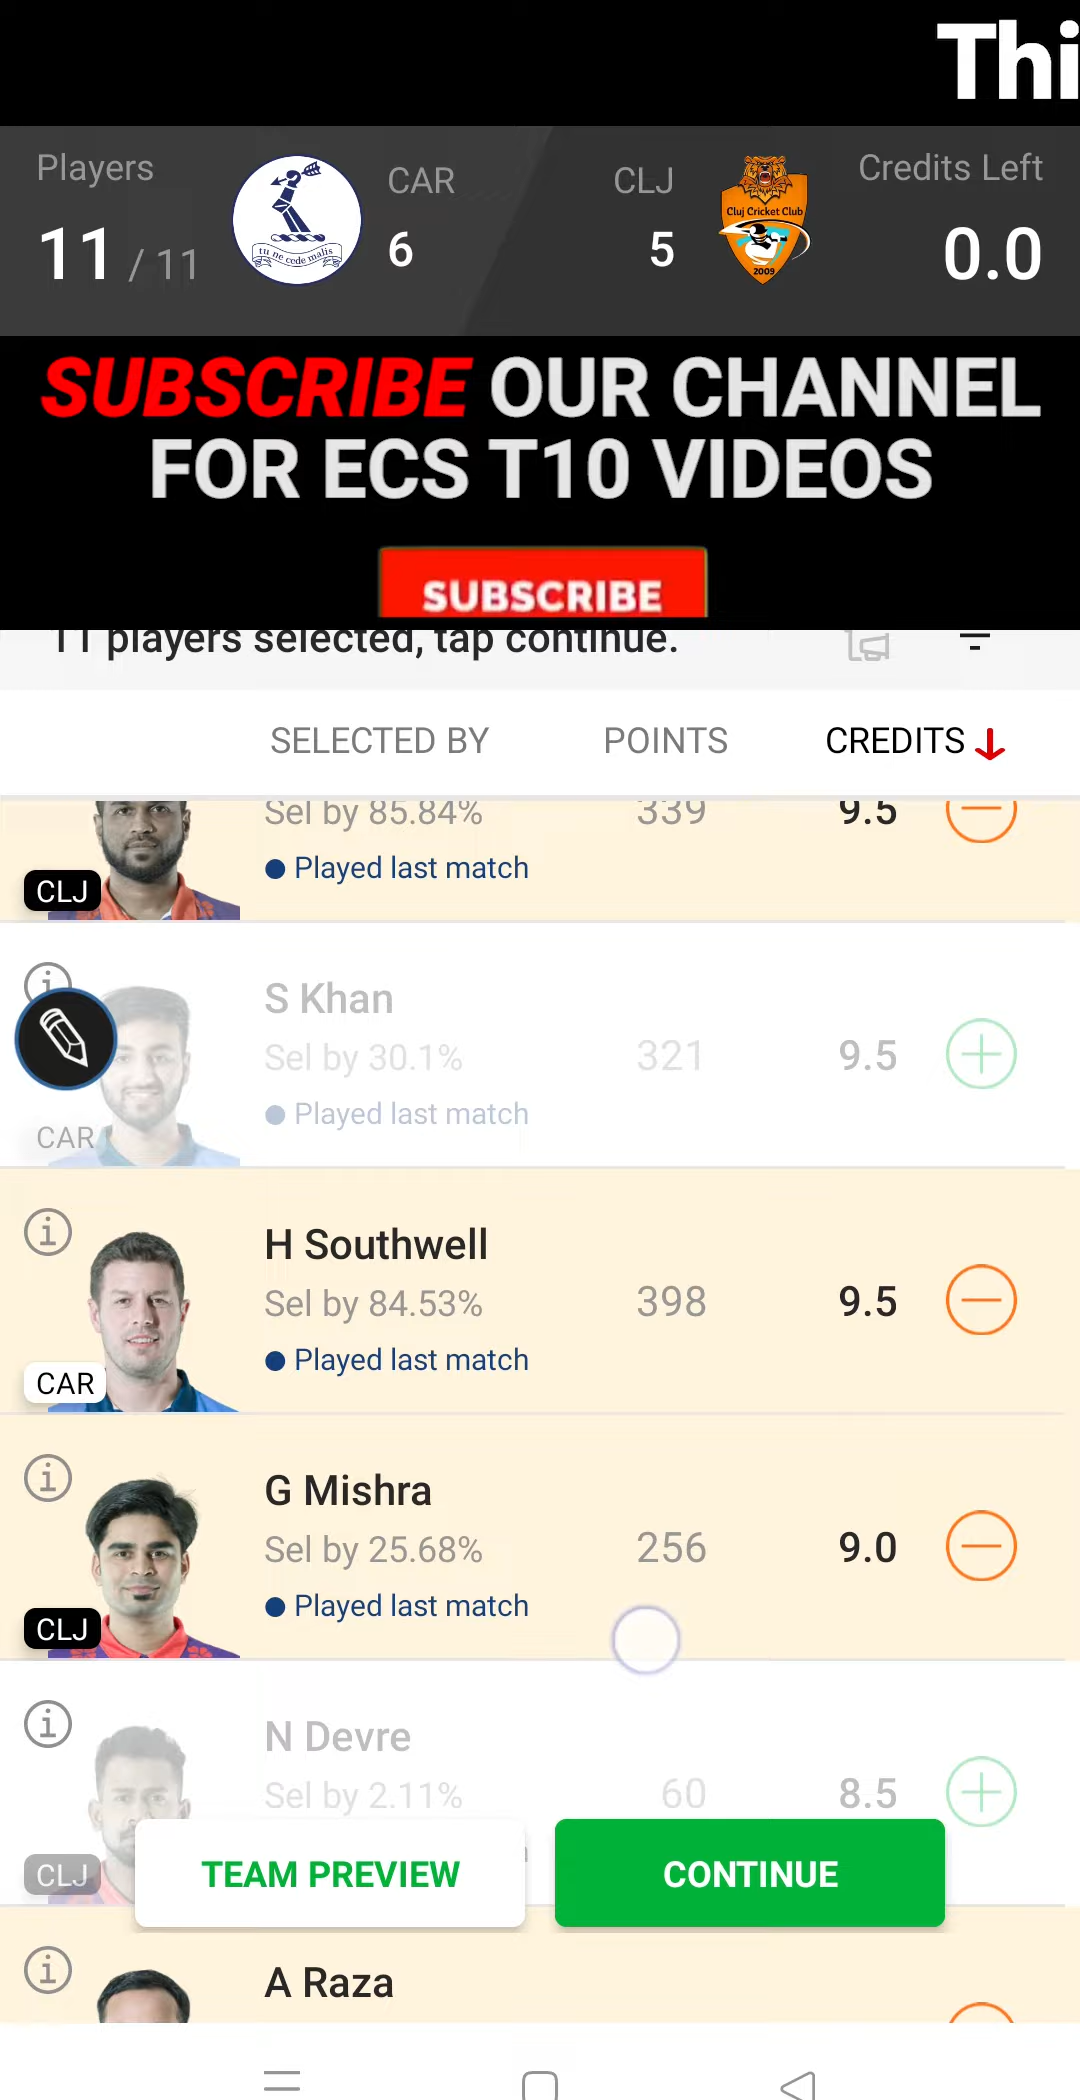 Thi
Players
CAR
CLJ
Credits Left
11 / 11
6
5
0.0
tu ne cede malis
Cluj Cricket Club
2009
SUBSCRIBE OUR CHANNEL
FOR ECS T10 VIDEOS
SUBSCRIBE
11 players selected, tap continue.
SELECTED BY
POINTS
CREDITS
Sel by 85.84%
339
9.5
Played last match
CLJ
S Khan
Sel by 30.1%
321
9.5
Played last match
CAR
H Southwell
Sel by 84.53%
398
9.5
Played last match
CAR
G Mishra
Sel by 25.68%
256
9.0
Played last match
CLJ
N Devre
Sel by 2.11%
60
8.5
CLJ
TEAM PREVIEW
CONTINUE
A Raza